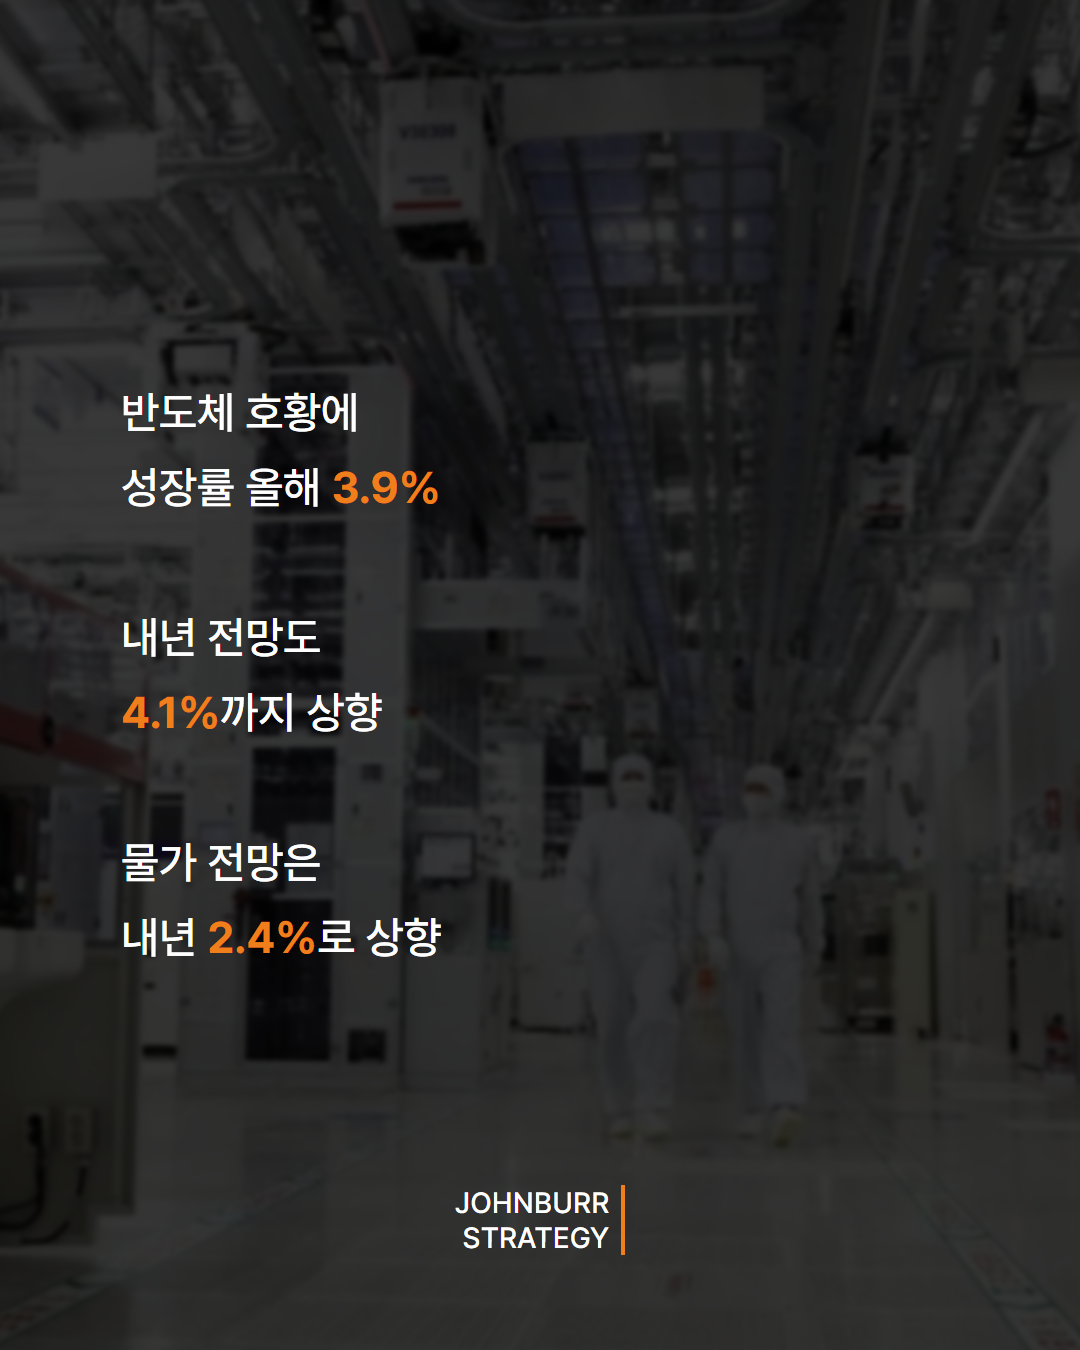 반도체 호황에
성장률 올해 3.9%
내년 전망도
4.1%까지 상향
물가 전망은
내년 2.4%로 상향
JOHNBURR
STRATEGY